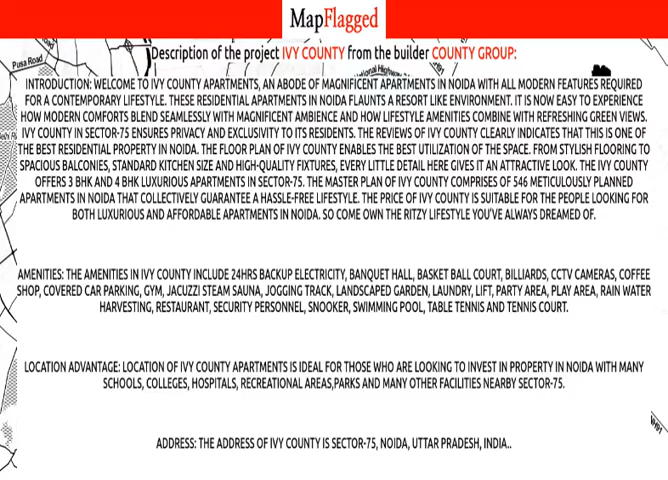 MapFlagged
Description of the project IVY COUNTY from the builder COUNTY GROUP:
Pusa Road
ional Highway
INTRODUCTION: WELCOME TO IVY COUNTY APARTMENTS, AN ABODE OF MAGNIFICENT APARTMENTS IN NOIDA WITH ALL MODERN FEATURES REQUIRED
FOR A CONTEMPORARY LIFESTYLE. THESE RESIDENTIAL APARTMENTS IN NOIDA FLAUNTS A RESORT LIKE ENVIRONMENT. IT IS NOW EASY TO EXPERIENCE
HOW MODERN COMFORTS BLEND SEAMLESSLY WITH MAGNIFICENT AMBIENCE AND HOW LIFESTYLE AMENITIES COMBINE WITH REFRESHING GREEN VIEWS.
IVY COUNTY IN SECTOR-75 ENSURES PRIVACY AND EXCLUSIVITY TO ITS RESIDENTS. THE REVIEWS OF IVY COUNTY CLEARLY INDICATES THAT THIS IS ONE OF
THE BEST RESIDENTIAL PROPERTY IN NOIDA. THE FLOOR PLAN OF IVY COUNTY ENABLES THE BEST UTILIZATION OF THE SPACE. FROM STYLISH FLOORING TO
SPACIOUS BALCONIES, STANDARD KITCHEN SIZE AND HIGH-QUALITY FIXTURES, EVERY LITTLE DETAIL HERE GIVES IT AN ATTRACTIVE LOOK. THE IVY COUNTY
OFFERS 3 BHK AND 4 BHK LUXURIOUS APARTMENTS IN SECTOR-75. THE MASTER PLAN OF IVY COUNTY COMPRISES OF 546 METICULOUSLY PLANNED
APARTMENTS IN NOIDA THAT COLLECTIVELY GUARANTEE A HASSLE-FREE LIFESTYLE. THE PRICE OF IVY COUNTY IS SUITABLE FOR THE PEOPLE LOOKING FOR
BOTH LUXURIOUS AND AFFORDABLE APARTMENTS IN NOIDA. SO COME OWN THE RITZY LIFESTYLE YOU'VE ALWAYS DREAMED OF.
AMENITIES: THE AMENITIES IN IVY COUNTY INCLUDE 24HRS BACKUP ELECTRICITY, BANQUET HALL, BASKET BALL COURT, BILLIARDS, CCTV CAMERAS, COFFEE
SHOP, COVERED CAR PARKING, GYM, JACUZZI STEAM SAUNA, JOGGING TRACK, LANDSCAPED GARDEN, LAUNDRY, LIFT, PARTY AREA, PLAY AREA, RAIN WATER
HARVESTING, RESTAURANT, SECURITY PERSONNEL, SNOOKER, SWIMMING POOL, TABLE TENNIS AND TENNIS COURT.
LOCATION ADVANTAGE: LOCATION OF IVY COUNTY APARTMENTS IS IDEAL FOR THOSE WHO ARE LOOKING TO INVEST IN PROPERTY IN NOIDA WITH MANY
SCHOOLS, COLLEGES, HOSPITALS, RECREATIONAL AREAS,PARKS AND MANY OTHER FACILITIES NEARBY SECTOR-75.
ADDRESS: THE ADDRESS OF IVY COUNTY IS SECTOR-75, NOIDA, UTTAR PRADESH, INDIA..